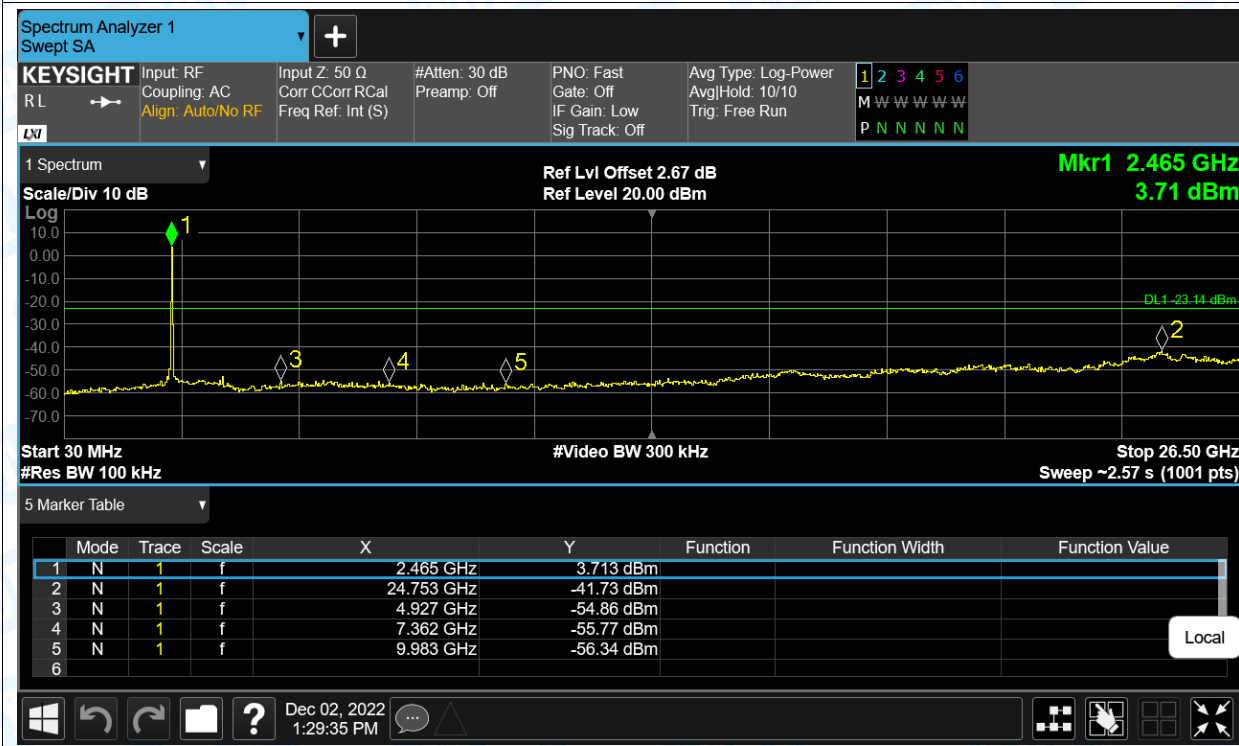 Spectrum Analyzer 1
Swept SA
KEYSIGHT
R L
LXI
Input: RF
Coupling: AC
Align: Auto/No RF
Input Z: 50 Ω
Corr CCorr RCal
Freq Ref: Int (S)
#Atten: 30 dB
Preamp: Off
PNO: Fast
Gate: Off
IF Gain: Low
Sig Track: Off
Avg Type: Log-Power
Avg|Hold: 10/10
Trig: Free Run
1 2 3 4 5 6
M W W W W W
P N N N N N
1 Spectrum
Scale/Div 10 dB
Ref Lvl Offset 2.67 dB
Ref Level 20.00 dBm
Mkr1 2.465 GHz
3.71 dBm
Log
10.0
0.00
-10.0
-20.0
-30.0
-40.0
-50.0
-60.0
-70.0
1
DL1 -23.14 dBm
2
3
4
5
Start 30 MHz
#Video BW 300 kHz
Stop 26.50 GHz
#Res BW 100 kHz
Sweep ~2.57 s (1001 pts)
5 Marker Table
Mode Trace Scale X Y Function Function Width Function Value
1 N 1 f 2.465 GHz 3.713 dBm
2 N 1 f 24.753 GHz -41.73 dBm
3 N 1 f 4.927 GHz -54.86 dBm
4 N 1 f 7.362 GHz -55.77 dBm
5 N 1 f 9.983 GHz -56.34 dBm
6
Local
?
Dec 02, 2022
1:29:35 PM